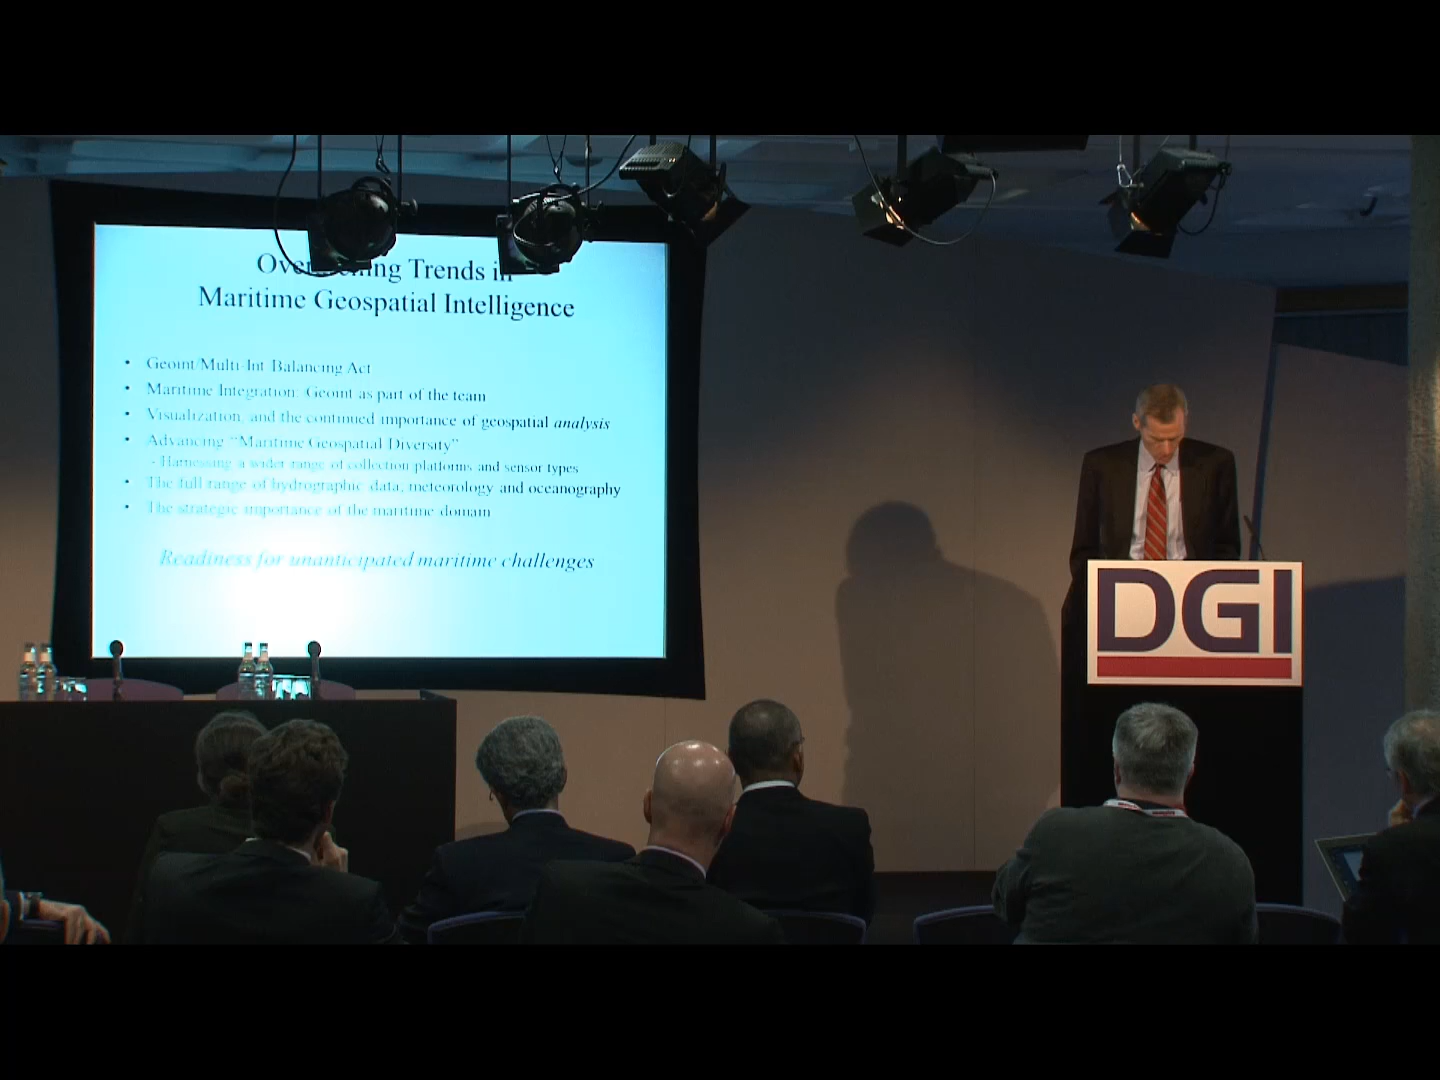 Trends in
Maritime Geospatial Intelligence
• Geoint/Multi-Int Balancing Act
• Maritime Integration: Geoint as part of the team
• Visualization, and the continued importance of geospatial analysis
• Advancing "Maritime Geospatial Diversity"
- Harnessing a wider range of collection platforms and sensor types
• The full range of hydrographic data, meteorology and oceanography
• The strategic importance of the maritime domain
Readiness for unanticipated maritime challenges
DGI